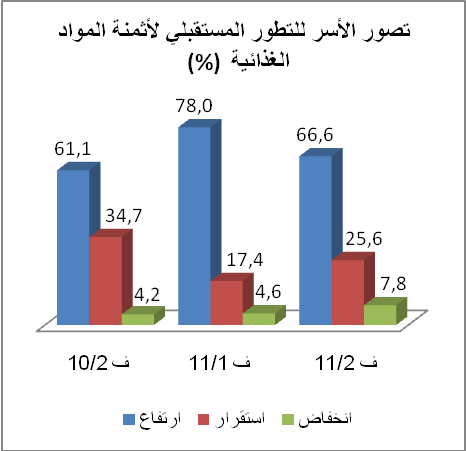 تصور الأسر للتطور المستقبلي لأثمنة المواد
الغذائية (%)
61,1
34,7
4,2
78,0
17,4
4,6
66,6
25,6
7,8
ف 10/2
ف 11/1
ف 11/2
ارتفاع
استقرار
انخفاض